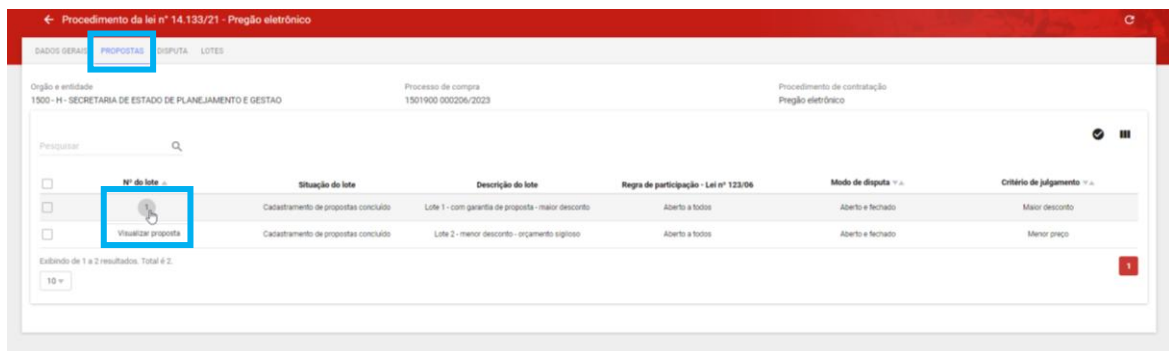 Procedimento da lei n° 14.133/21 - Pregão eletrônico
DADOS GERAIS PROPOSTAS DISPUTA LOTES
Orgão e entidade Processo de compra Procedimento de contratação
1500 - H - SECRETARIA DE ESTADO DE PLANEJAMENTO E GESTAO 1501900 000206/2023 Pregão eletrônico
Pesquisar
Nº do lote Situação do lote Descrição do lote Regra de participação - Lei nº 123/06 Modo de disputa Critério de julgamento
1 Cadastramento de propostas concluído Lote 1 - com garantia de proposta - maior desconto Aberto a todos Aberto e fechado Maior desconto
Visualizar proposta Cadastramento de propostas concluído Lote 2 - menor desconto - orçamento sigiloso Aberto a todos Aberto e fechado Menor preço
Exibindo de 1 a 2 resultados. Total é 2.
1
10